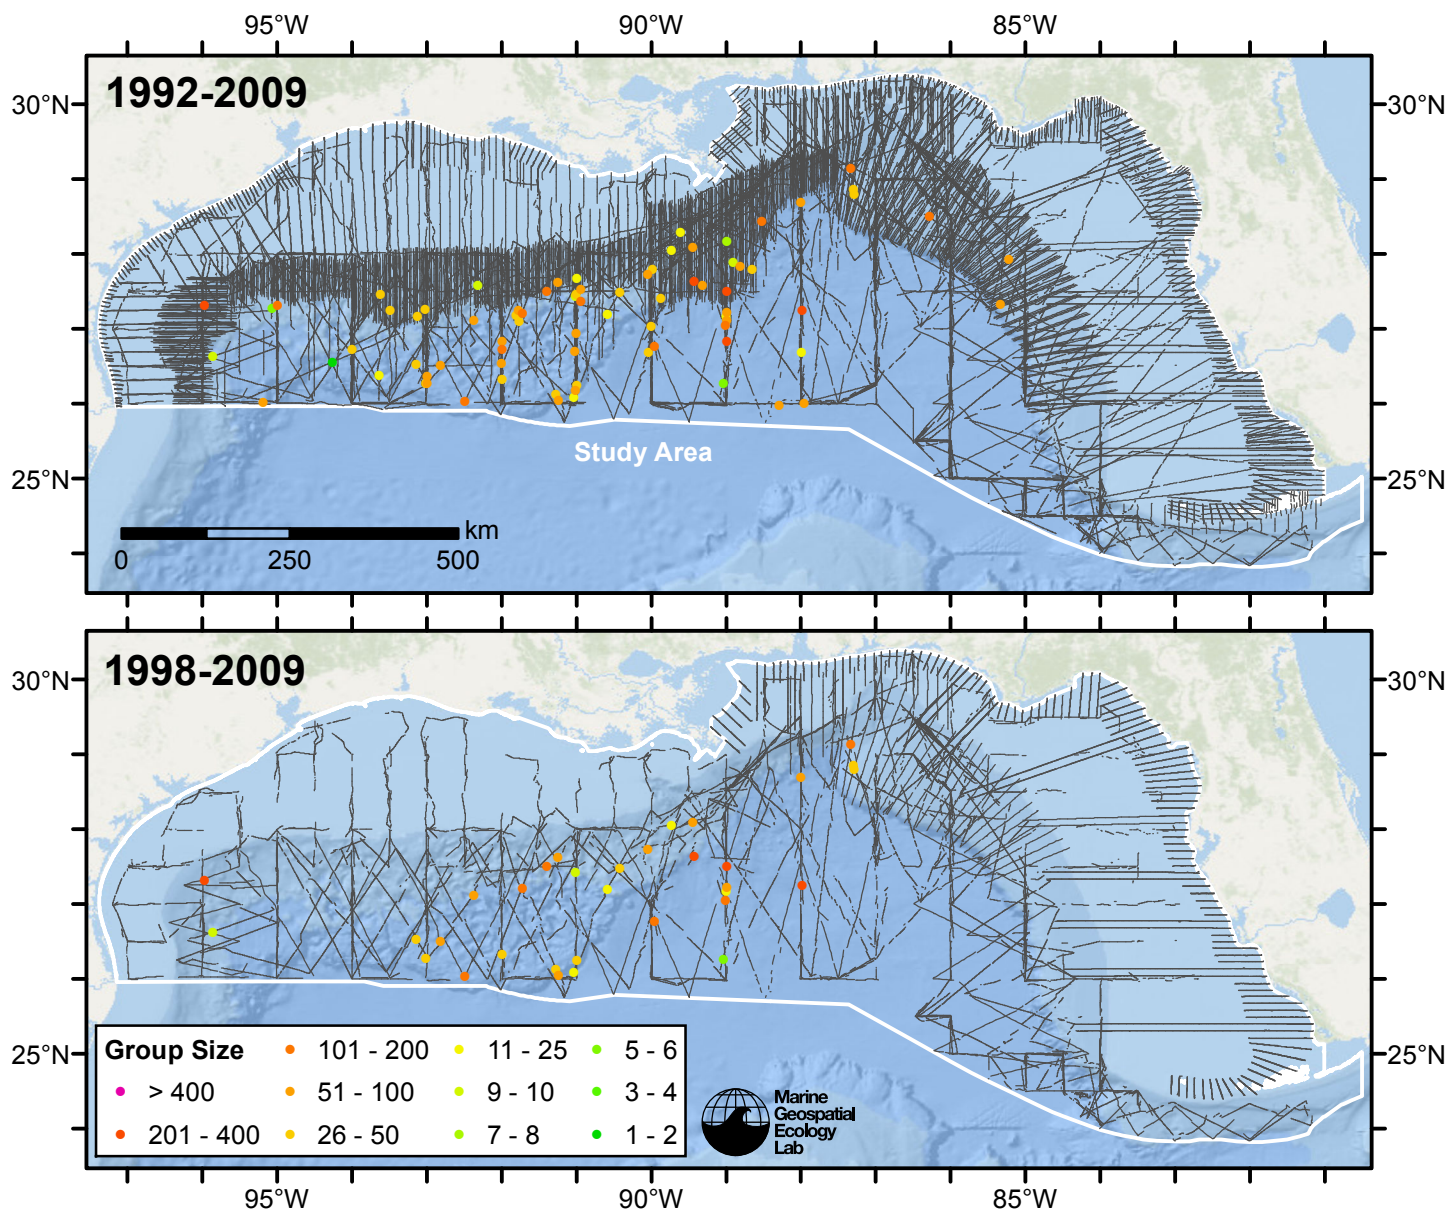 95°W 90°W 85°W
1992-2009
30°N 30°N
Study Area
25°N 25°N
km
0 250 500
1998-2009
30°N 30°N
25°N 25°N
Group Size
> 400
201 - 400
101 - 200
51 - 100
26 - 50
11 - 25
9 - 10
7 - 8
5 - 6
3 - 4
1 - 2
Marine
Geospatial
Ecology
Lab
95°W 90°W 85°W